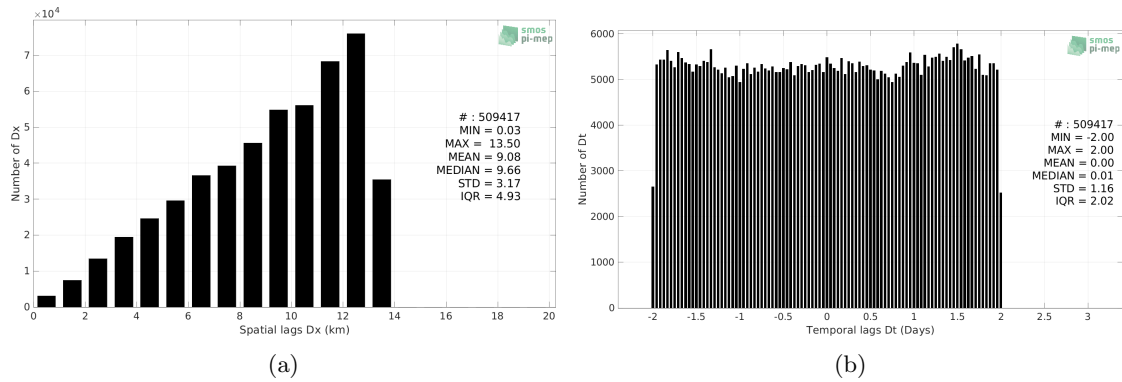 ×10⁴
8
7
6
5
4
3
2
1
0
Number of Dx
smos
pi-mep
# : 509417
MIN = 0.03
MAX = 13.50
MEAN = 9.08
MEDIAN = 9.66
STD = 3.17
IQR = 4.93
0 2 4 6 8 10 12 14 16 18 20
Spatial lags Dx (km)
(a)
6000
5000
4000
3000
2000
1000
0
Number of Dt
smos
pi-mep
# : 509417
MIN = -2.00
MAX = 2.00
MEAN = 0.00
MEDIAN = 0.01
STD = 1.16
IQR = 2.02
-2 -1.5 -1 -0.5 0 0.5 1 1.5 2 2.5 3
Temporal lags Dt (Days)
(b)